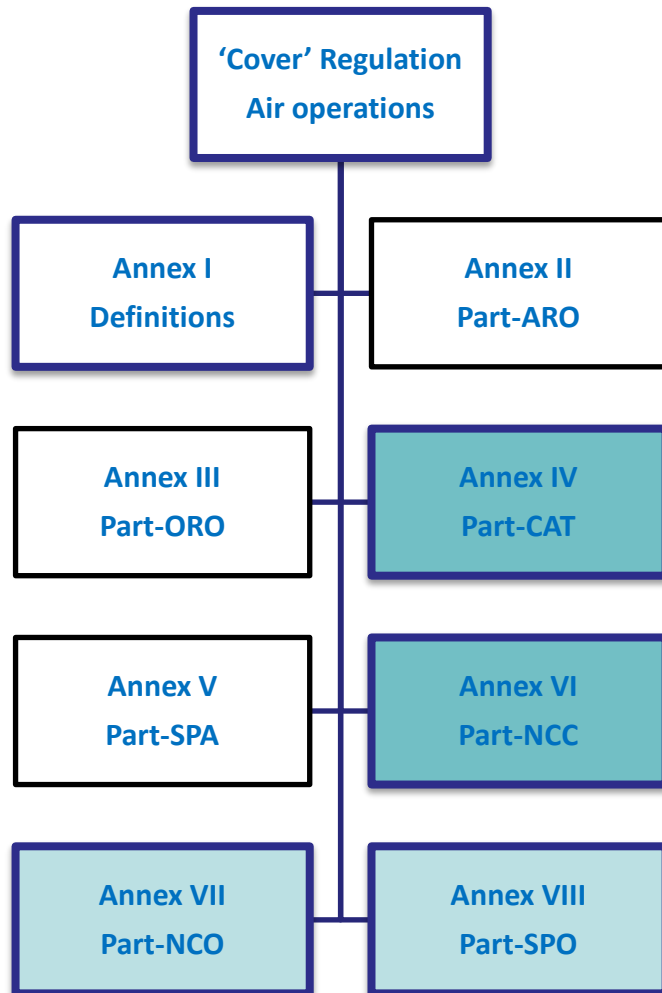 ‘Cover’ Regulation
Air operations
Annex I
Definitions
Annex II
Part-ARO
Annex III
Part-ORO
Annex IV
Part-CAT
Annex V
Part-SPA
Annex VI
Part-NCC
Annex VII
Part-NCO
Annex VIII
Part-SPO